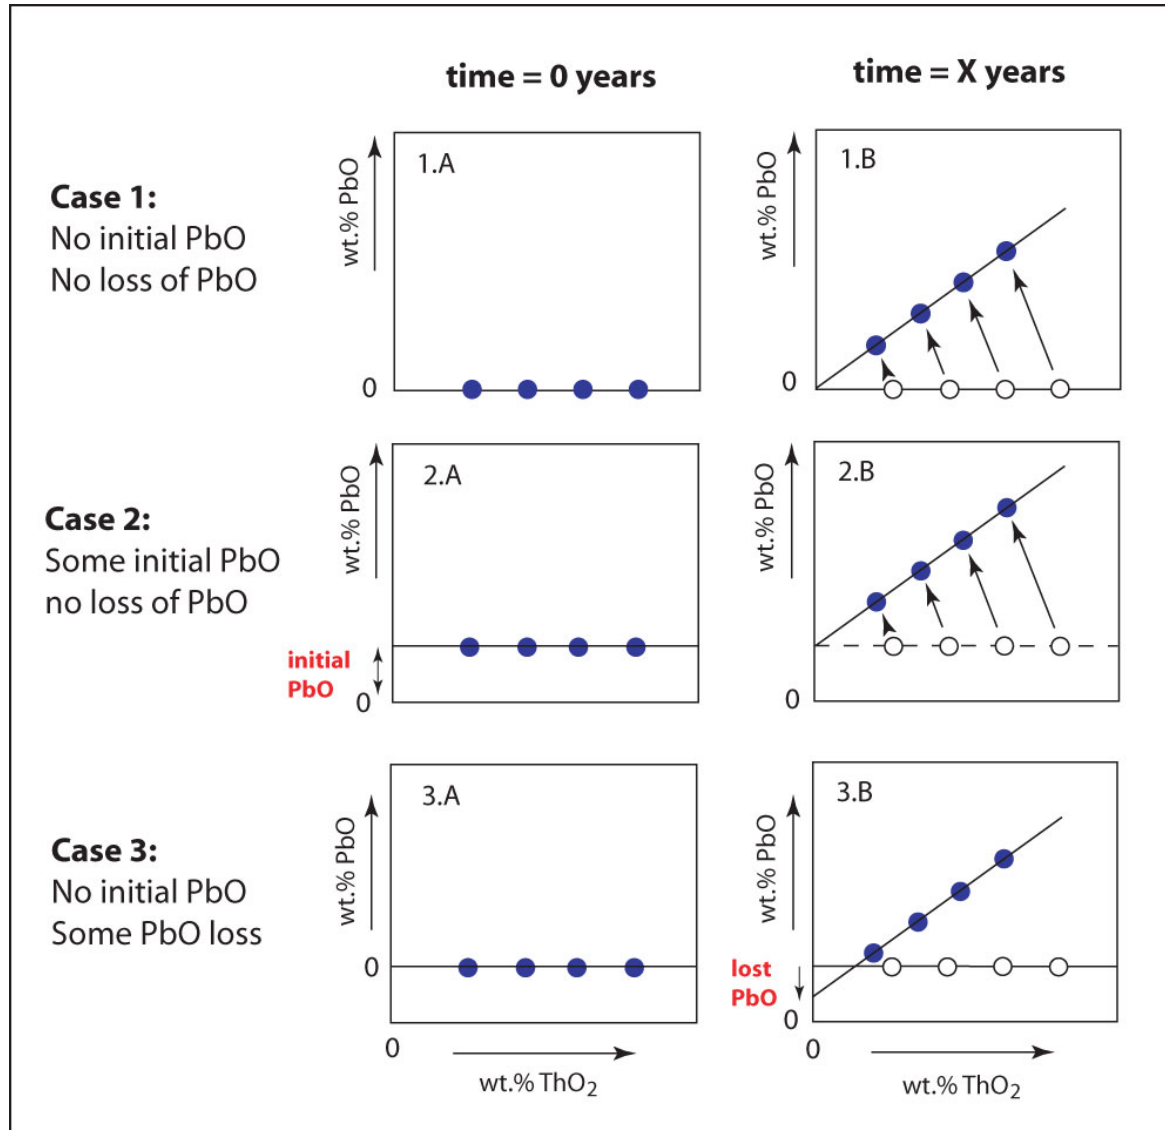 time = 0 years
time = X years
Case 1:
No initial PbO
No loss of PbO
wt.% PbO
1.A
0
wt.% PbO
1.B
0
Case 2:
Some initial PbO
no loss of PbO
wt.% PbO
2.A
initial
PbO
0
wt.% PbO
2.B
0
Case 3:
No initial PbO
Some PbO loss
wt.% PbO
3.A
0
0
wt.% ThO₂
wt.% PbO
3.B
lost
PbO
0
0
wt.% ThO₂